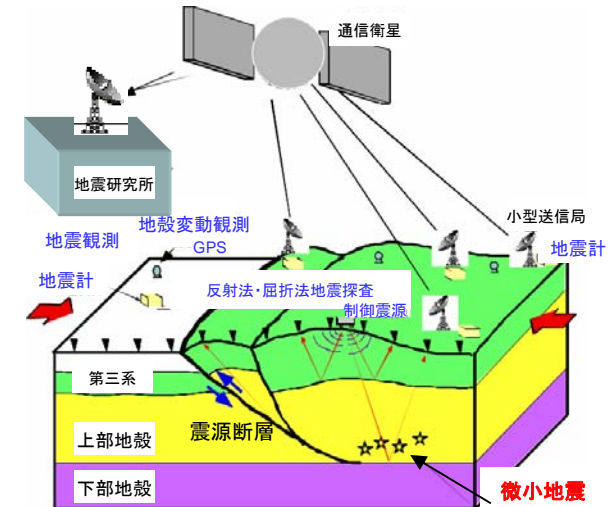 通信衛星
地震研究所
小型送信局
地殻変動観測
地震観測
GPS
地震計
地震計
反射法・屈折法地震探査
制御震源
第三系
上部地殻
震源断層
下部地殻
微小地震